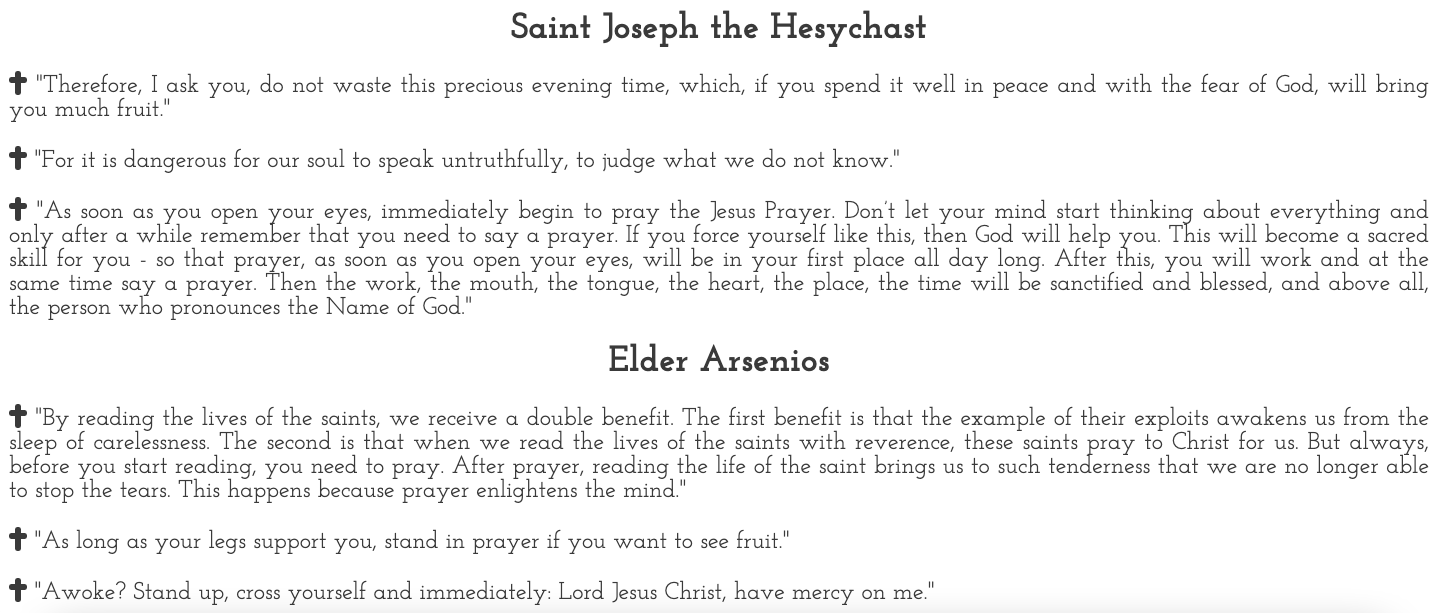 Saint Joseph the Hesychast
✝ "Therefore, I ask you, do not waste this precious evening time, which, if you spend it well in peace and with the fear of God, will bring
you much fruit."
✝ "For it is dangerous for our soul to speak untruthfully, to judge what we do not know."
✝ "As soon as you open your eyes, immediately begin to pray the Jesus Prayer. Don't let your mind start thinking about everything and
only after a while remember that you need to say a prayer. If you force yourself like this, then God will help you. This will become a sacred
skill for you - so that prayer, as soon as you open your eyes, will be in your first place all day long. After this, you will work and at the
same time say a prayer. Then the work, the mouth, the tongue, the heart, the place, the time will be sanctified and blessed, and above all,
the person who pronounces the Name of God."
Elder Arsenios
✝ "By reading the lives of the saints, we receive a double benefit. The first benefit is that the example of their exploits awakens us from the
sleep of carelessness. The second is that when we read the lives of the saints with reverence, these saints pray to Christ for us. But always,
before you start reading, you need to pray. After prayer, reading the life of the saint brings us to such tenderness that we are no longer able
to stop the tears. This happens because prayer enlightens the mind."
✝ "As long as your legs support you, stand in prayer if you want to see fruit."
✝ "Awoke? Stand up, cross yourself and immediately: Lord Jesus Christ, have mercy on me."